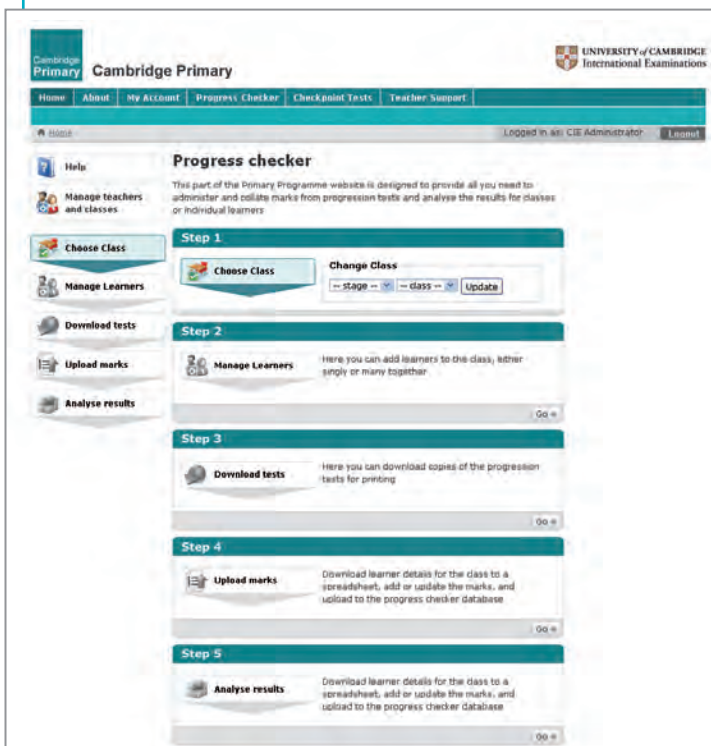 Cambridge
Primary
Cambridge Primary
UNIVERSITY of CAMBRIDGE
International Examinations
Home About My Account Progress Checker Checkpoint Tests Teacher Support
Home
Logged in as: CIE Administrator Logout
Help
Manage teachers
and classes
Choose Class
Manage Learners
Download tests
Upload marks
Analyse results
Progress checker
This part of the Primary Programme website is designed to provide all you need to
administer and collate marks from progression tests and analyse the results for classes
or individual learners
Step 1
Choose Class
Change Class
-- stage -- -- class -- Update
Step 2
Manage Learners
Here you can add learners to the class, either
singly or many together
Go
Step 3
Download tests
Here you can download copies of the progression
tests for printing
Go
Step 4
Upload marks
Download learner details for the class to a
spreadsheet, add or update the marks, and
upload to the progress checker database
Go
Step 5
Analyse results
Download learner details for the class to a
spreadsheet, add or update the marks, and
upload to the progress checker database
Go